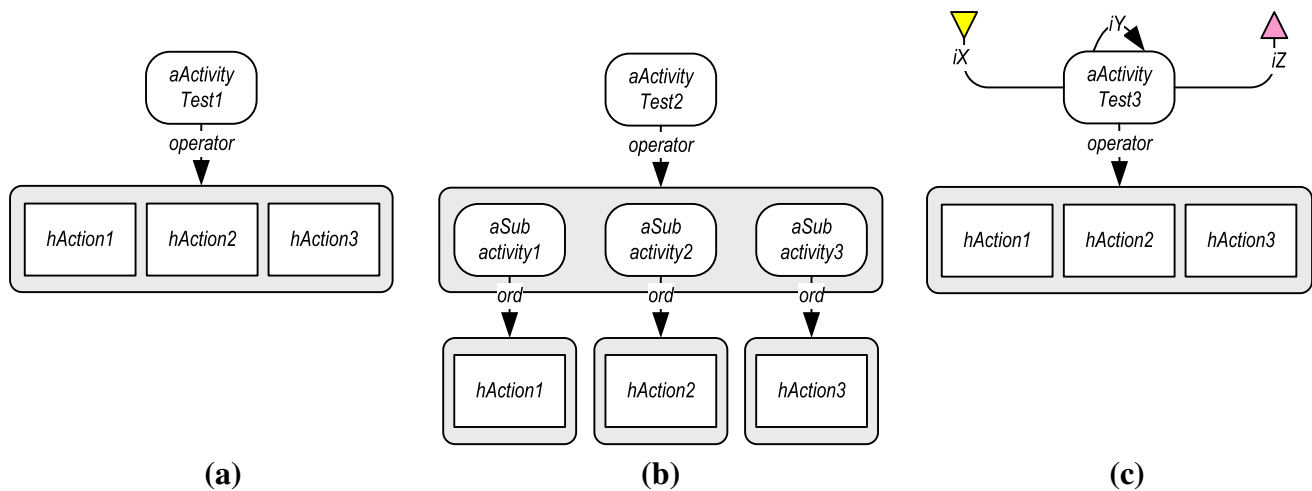 aActivity
Test1
operator
hAction1 hAction2 hAction3
(a)
aActivity
Test2
operator
aSub
activity1
aSub
activity2
aSub
activity3
ord ord ord
hAction1 hAction2 hAction3
(b)
iX
iY
iZ
aActivity
Test3
operator
hAction1 hAction2 hAction3
(c)